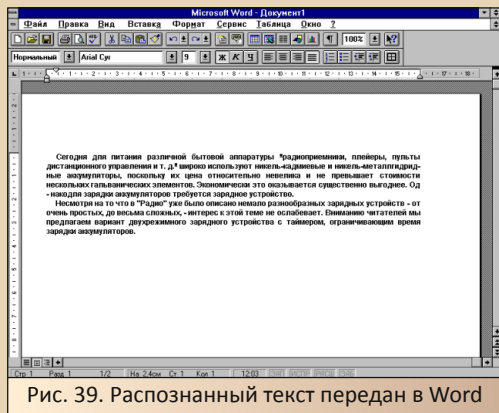 Microsoft Word - Документ1
Файл Правка Вид Вставка Формат Сервис Таблица Окно ?
100%
Нормальный Arial Cyr 9 Ж К Ч
Сегодня для питания различной бытовой аппаратуры "радиоприемники, плейеры, пульты
дистанционного управления и т. д." широко используют никель-кадмиевые и никель-металлгидрид-
ные аккумуляторы, поскольку их цена относительно невелика и не превышает стоимости
нескольких гальванических элементов. Экономически это оказывается существенно выгоднее. Од
- находля зарядки аккумуляторов требуется зарядное устройство.
Несмотря на то что в "Радио" уже было описано немало разнообразных зарядных устройств - от
очень простых, до весьма сложных, - интерес к этой теме не ослабевает. Вниманию читателей мы
предлагаем вариант двухрежимного зарядного устройства с таймером, ограничивающим время
зарядки аккумуляторов.
Стр 1 Разд 1 1/2 На 2,4см Ст 1 Кол 1 12:03 ЗАП ИСПР РАСШ ЗАБ
Рис. 39. Распознанный текст передан в Word